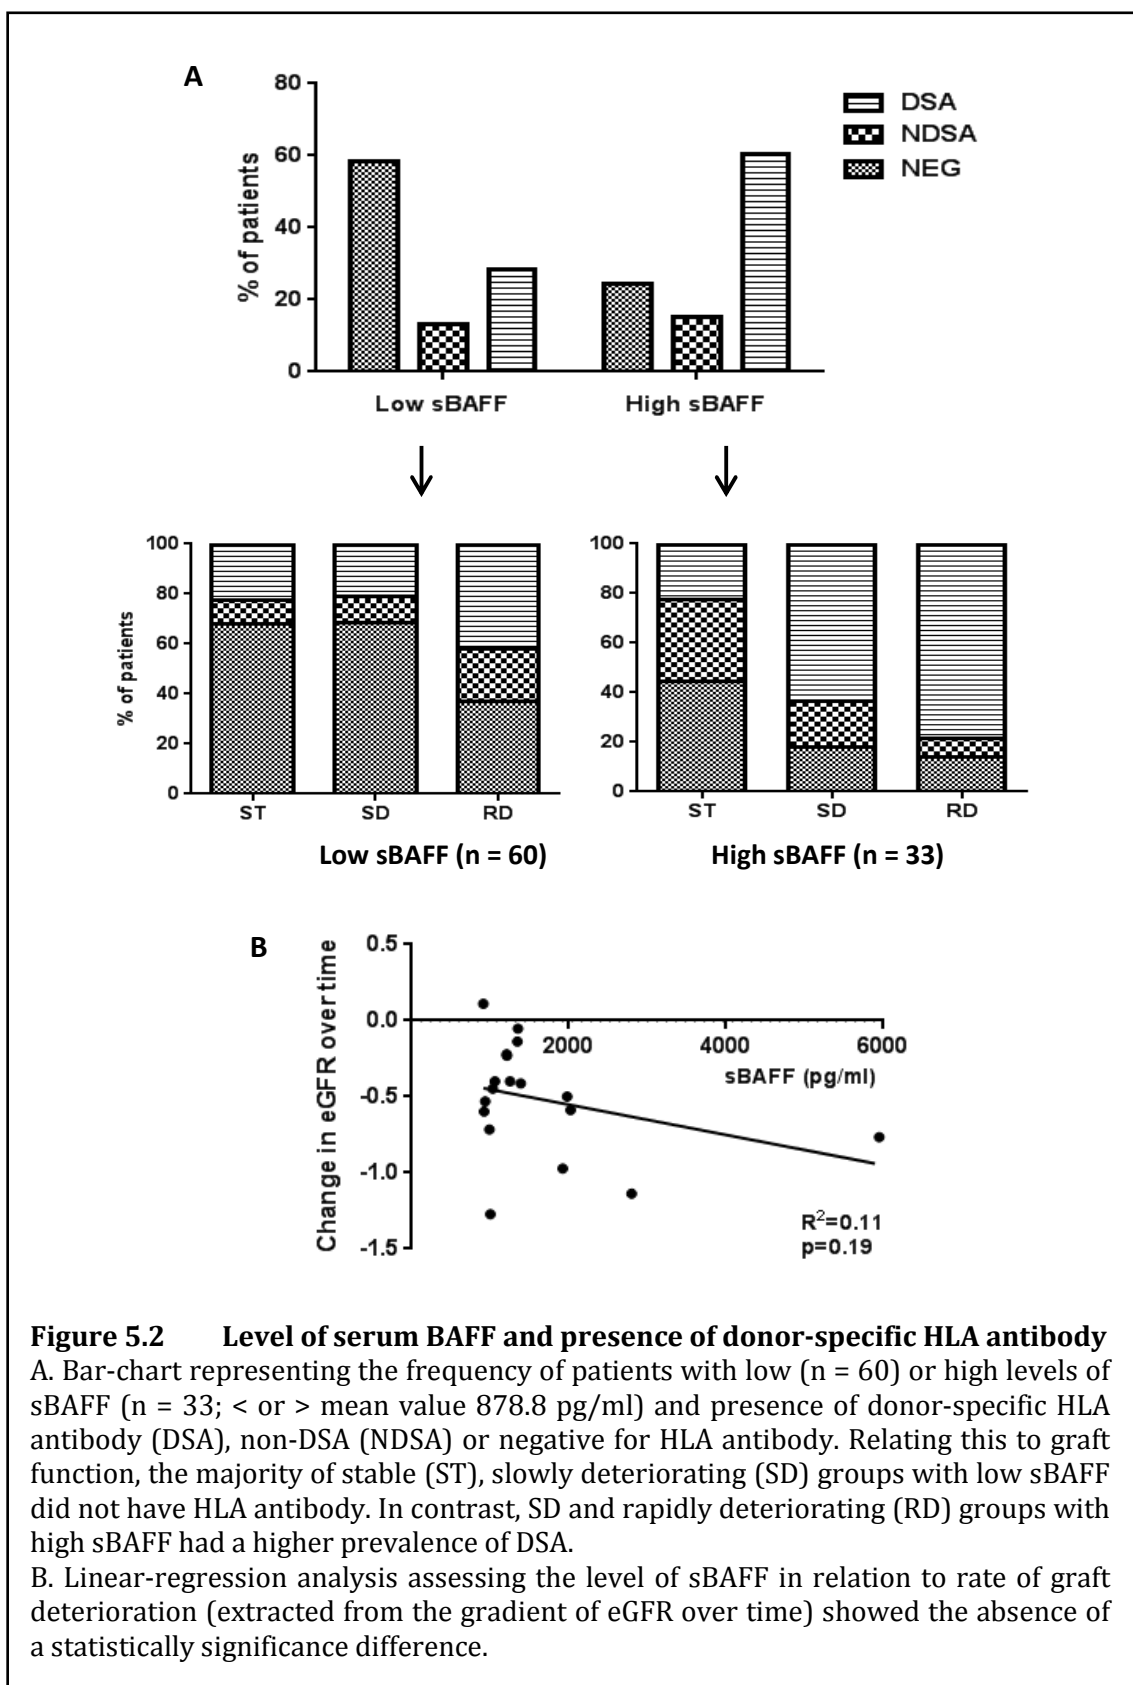 A
80
60
40
20
0
% of patients
DSA
NDSA
NEG
Low sBAFF
High sBAFF
100
80
60
40
20
0
% of patients
ST
SD
RD
Low sBAFF (n = 60)
100
80
60
40
20
0
ST
SD
RD
High sBAFF (n = 33)
B
0.5
0.0
-0.5
-1.0
-1.5
Change in eGFR over time
2000
4000
6000
sBAFF (pg/ml)
R²=0.11
p=0.19
Figure 5.2 Level of serum BAFF and presence of donor-specific HLA antibody
A. Bar-chart representing the frequency of patients with low (n = 60) or high levels of
sBAFF (n = 33; < or > mean value 878.8 pg/ml) and presence of donor-specific HLA
antibody (DSA), non-DSA (NDSA) or negative for HLA antibody. Relating this to graft
function, the majority of stable (ST), slowly deteriorating (SD) groups with low sBAFF
did not have HLA antibody. In contrast, SD and rapidly deteriorating (RD) groups with
high sBAFF had a higher prevalence of DSA.
B. Linear-regression analysis assessing the level of sBAFF in relation to rate of graft
deterioration (extracted from the gradient of eGFR over time) showed the absence of
a statistically significance difference.